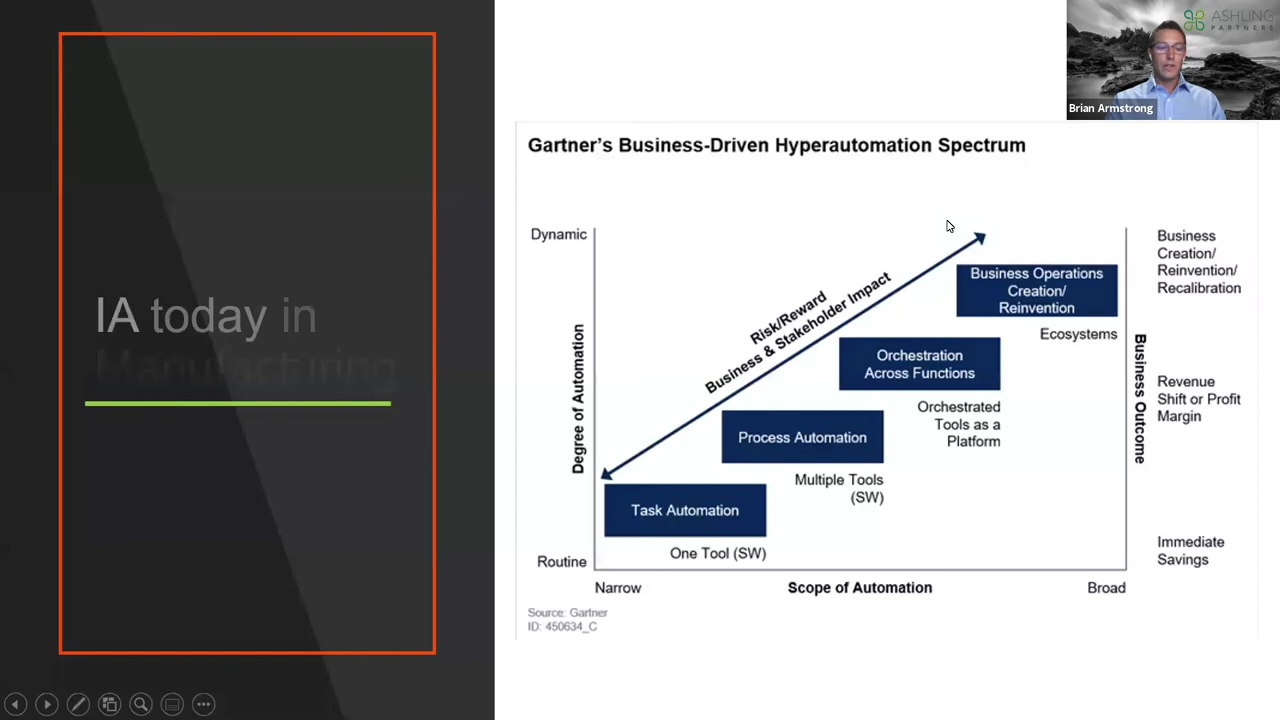 ASHLING
PARTNERS
Brian Armstrong
IA today in
Manufacturing
Gartner's Business-Driven Hyperautomation Spectrum
Dynamic
Degree of Automation
Routine
Risk/Reward
Business & Stakeholder Impact
Business Operations
Creation/
Reinvention
Ecosystems
Orchestration
Across Functions
Orchestrated
Tools as a
Platform
Process Automation
Multiple Tools
(SW)
Task Automation
One Tool (SW)
Narrow
Scope of Automation
Broad
Business Outcome
Business
Creation/
Reinvention/
Recalibration
Revenue
Shift or Profit
Margin
Immediate
Savings
Source: Gartner
ID: 450634_C